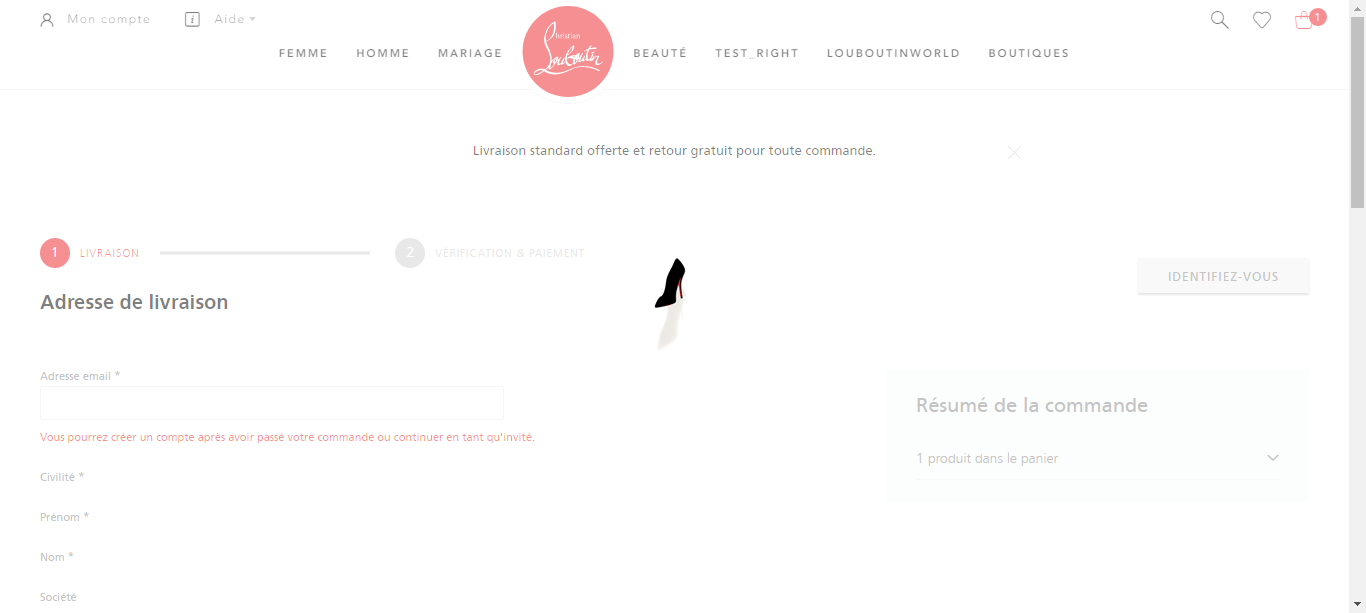 Mon compte
i
Aide
1
FEMME
HOMME
MARIAGE
Christian
Louboutin
BEAUTÉ
TEST_RIGHT
LOUBOUTINWORLD
BOUTIQUES
Livraison standard offerte et retour gratuit pour toute commande.
1 LIVRAISON
2 VÉRIFICATION & PAIEMENT
IDENTIFIEZ-VOUS
Adresse de livraison
Adresse email *
Vous pourrez créer un compte après avoir passé votre commande ou continuer en tant qu'invité.
Civilité *
Prénom *
Nom *
Société
Résumé de la commande
1 produit dans le panier